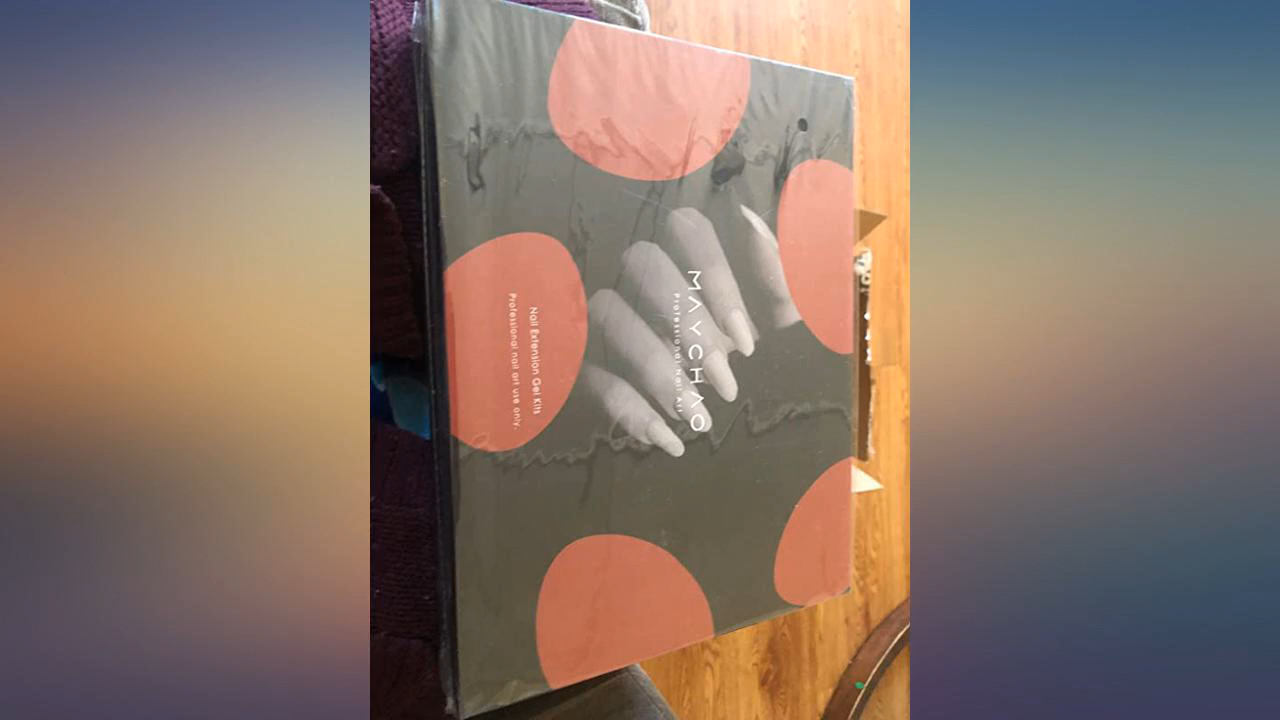 MAYCHAO
Professional Nail Art
Nail Extension Gel Kits
Professional nail art use only.